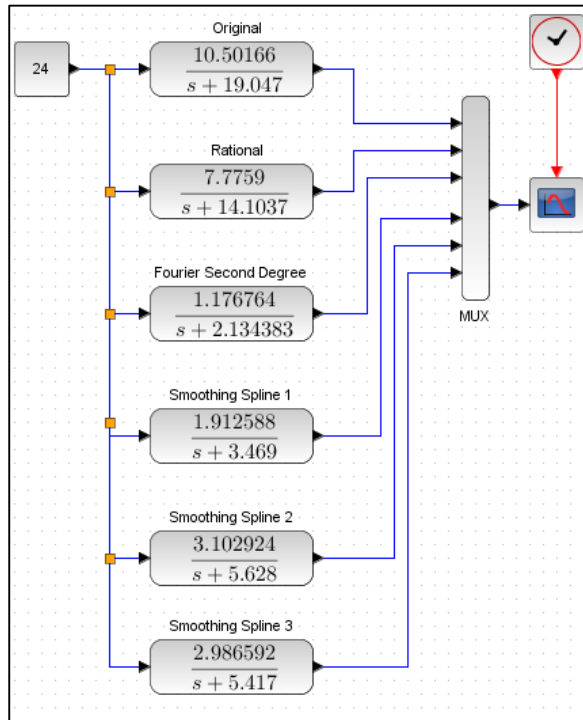 Original
24
10.50166
s + 19.047
Rational
7.7759
s + 14.1037
Fourier Second Degree
1.176764
s + 2.134383
MUX
Smoothing Spline 1
1.912588
s + 3.469
Smoothing Spline 2
3.102924
s + 5.628
Smoothing Spline 3
2.986592
s + 5.417